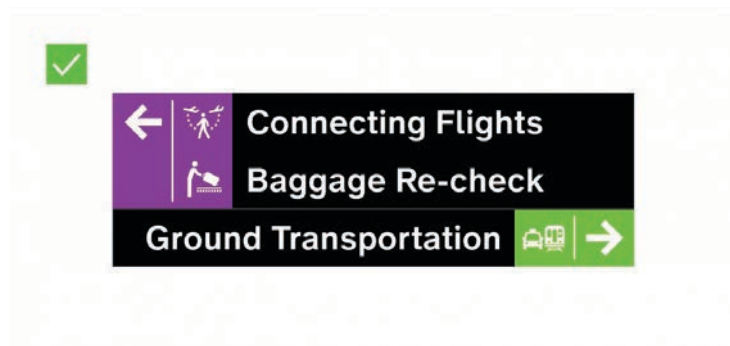 Connecting Flights
Baggage Re-check
Ground Transportation